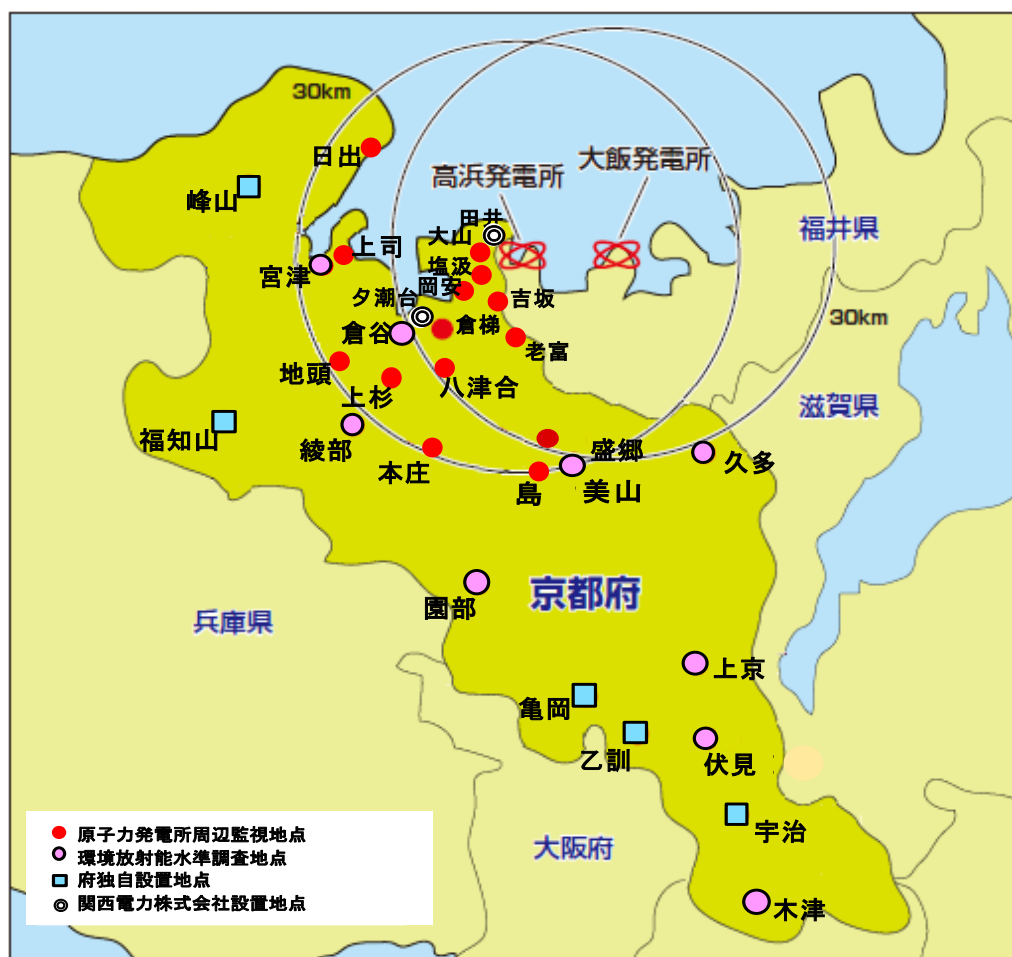 30km
日出
高浜発電所
大飯発電所
峰山
田井
大山
上司
塩汲
宮津
岡安
夕潮台
吉坂
福井県
倉谷
倉梯
老富
30km
地頭
上杉
八津合
滋賀県
福知山
綾部
本庄
盛郷
久多
島
美山
園部
京都府
兵庫県
上京
亀岡
乙訓
伏見
宇治
大阪府
木津
原子力発電所周辺監視地点
環境放射能水準調査地点
府独自設置地点
関西電力株式会社設置地点